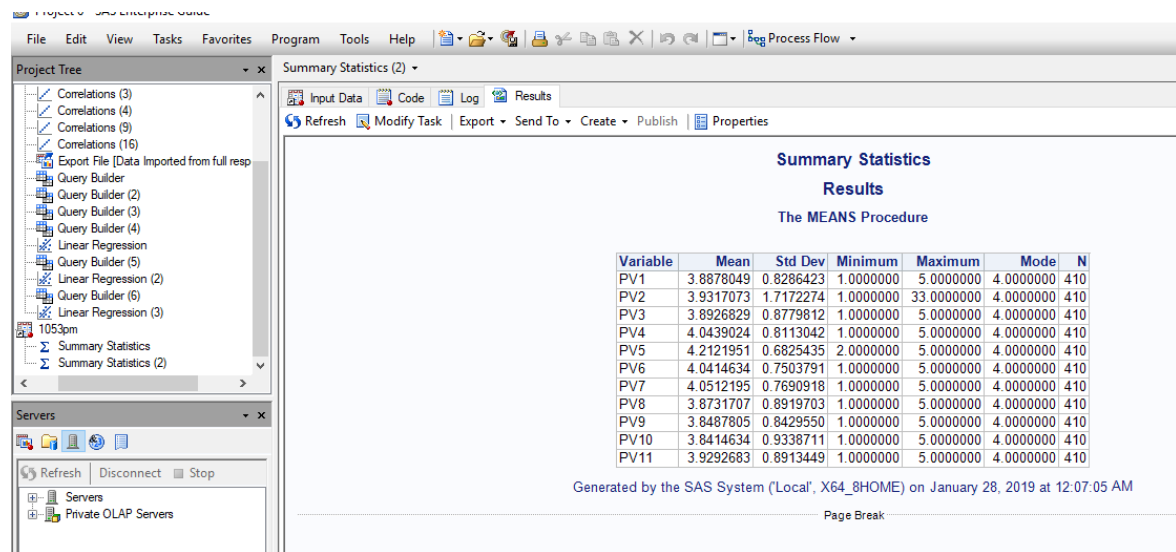 Project 6 - SAS Enterprise Guide
File Edit View Tasks Favorites Program Tools Help Process Flow
Project Tree
Correlations (3)
Correlations (4)
Correlations (9)
Correlations (16)
Export File [Data Imported from full resp
Query Builder
Query Builder (2)
Query Builder (3)
Query Builder (4)
Linear Regression
Query Builder (5)
Linear Regression (2)
Query Builder (6)
Linear Regression (3)
1053pm
Summary Statistics
Summary Statistics (2)
Servers
Refresh Disconnect Stop
Servers
Private OLAP Servers
Summary Statistics (2)
Input Data Code Log Results
Refresh Modify Task Export Send To Create Publish Properties
Summary Statistics
Results
The MEANS Procedure
Variable Mean Std Dev Minimum Maximum Mode N
PV1 3.8878049 0.8286423 1.0000000 5.0000000 4.0000000 410
PV2 3.9317073 1.7172274 1.0000000 33.0000000 4.0000000 410
PV3 3.8926829 0.8779812 1.0000000 5.0000000 4.0000000 410
PV4 4.0439024 0.8113042 1.0000000 5.0000000 4.0000000 410
PV5 4.2121951 0.6825435 2.0000000 5.0000000 4.0000000 410
PV6 4.0414634 0.7503791 1.0000000 5.0000000 4.0000000 410
PV7 4.0512195 0.7690918 1.0000000 5.0000000 4.0000000 410
PV8 3.8731707 0.8919703 1.0000000 5.0000000 4.0000000 410
PV9 3.8487805 0.8429550 1.0000000 5.0000000 4.0000000 410
PV10 3.8414634 0.9338711 1.0000000 5.0000000 4.0000000 410
PV11 3.9292683 0.8913449 1.0000000 5.0000000 4.0000000 410
Generated by the SAS System ('Local', X64_8HOME) on January 28, 2019 at 12:07:05 AM
Page Break